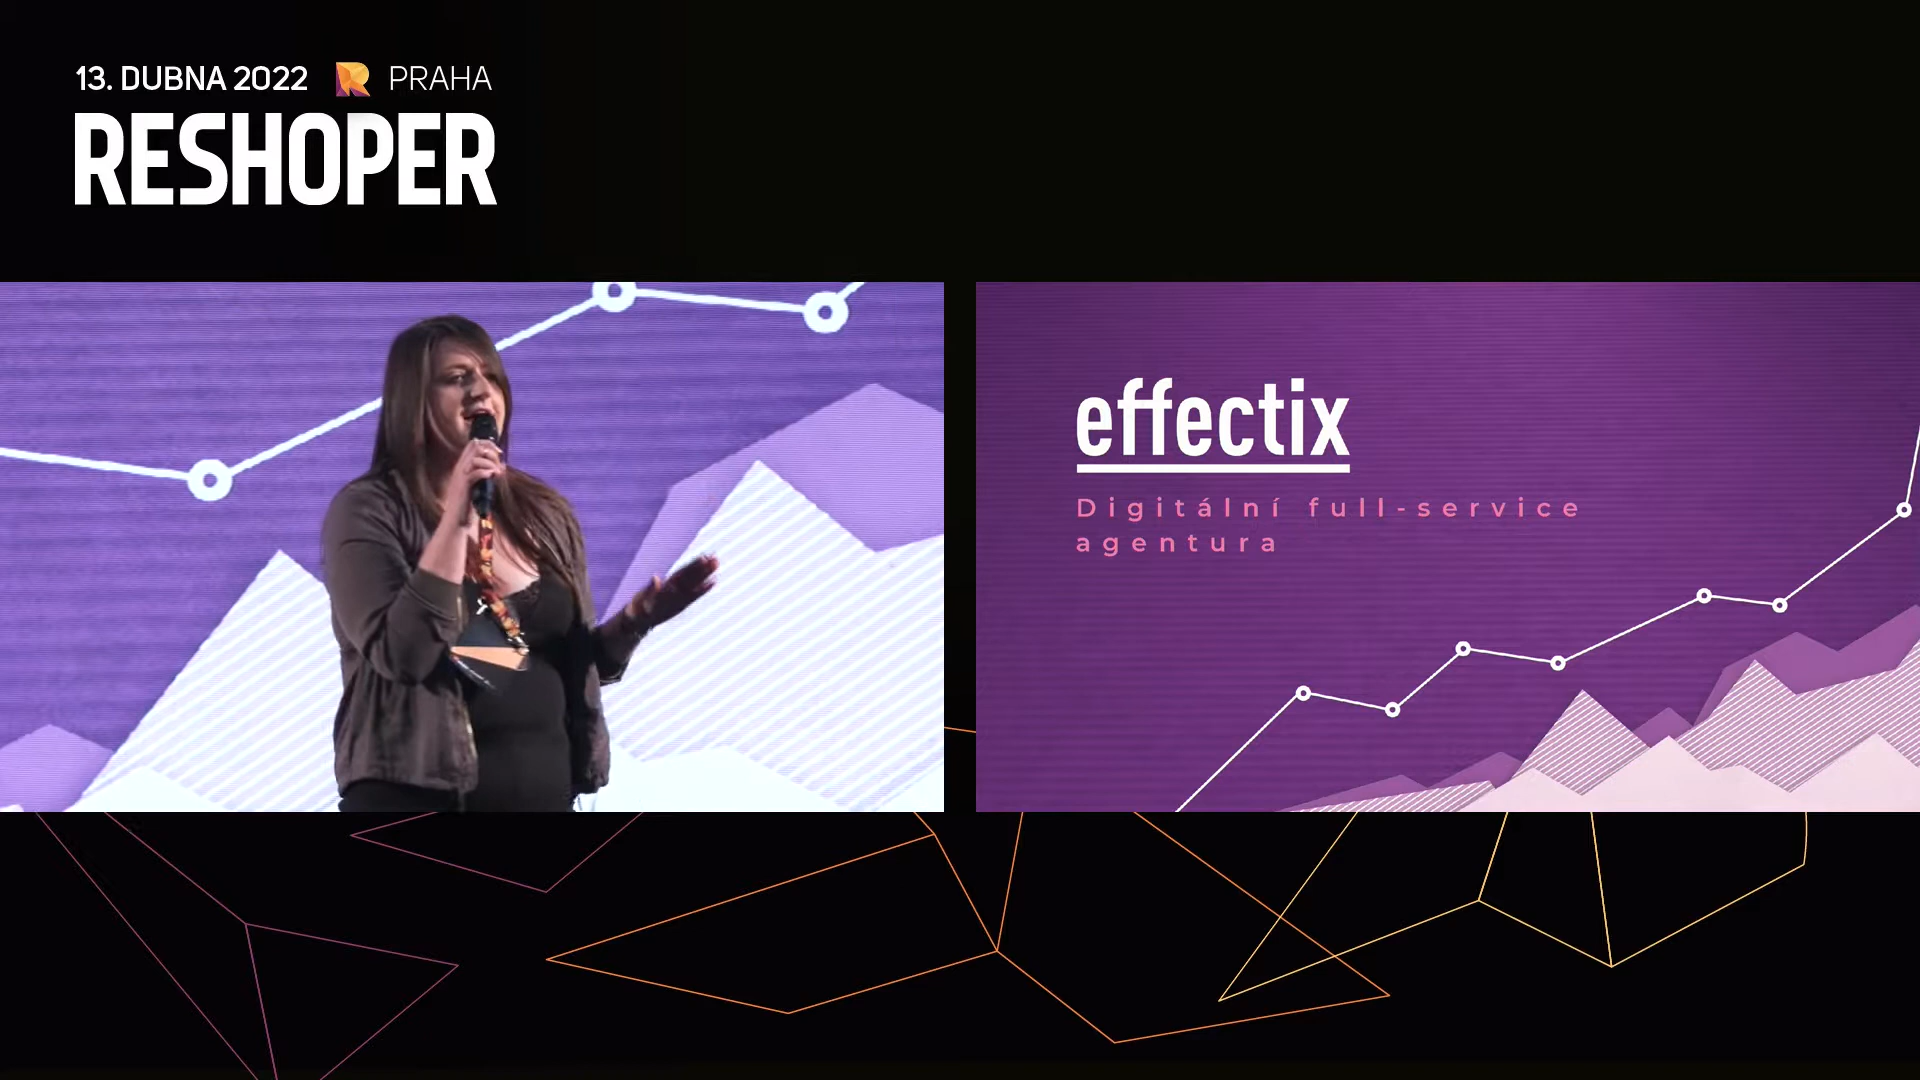 13. DUBNA 2022 PRAHA
RESHOPER
effectix
Digitální full-service
agentura